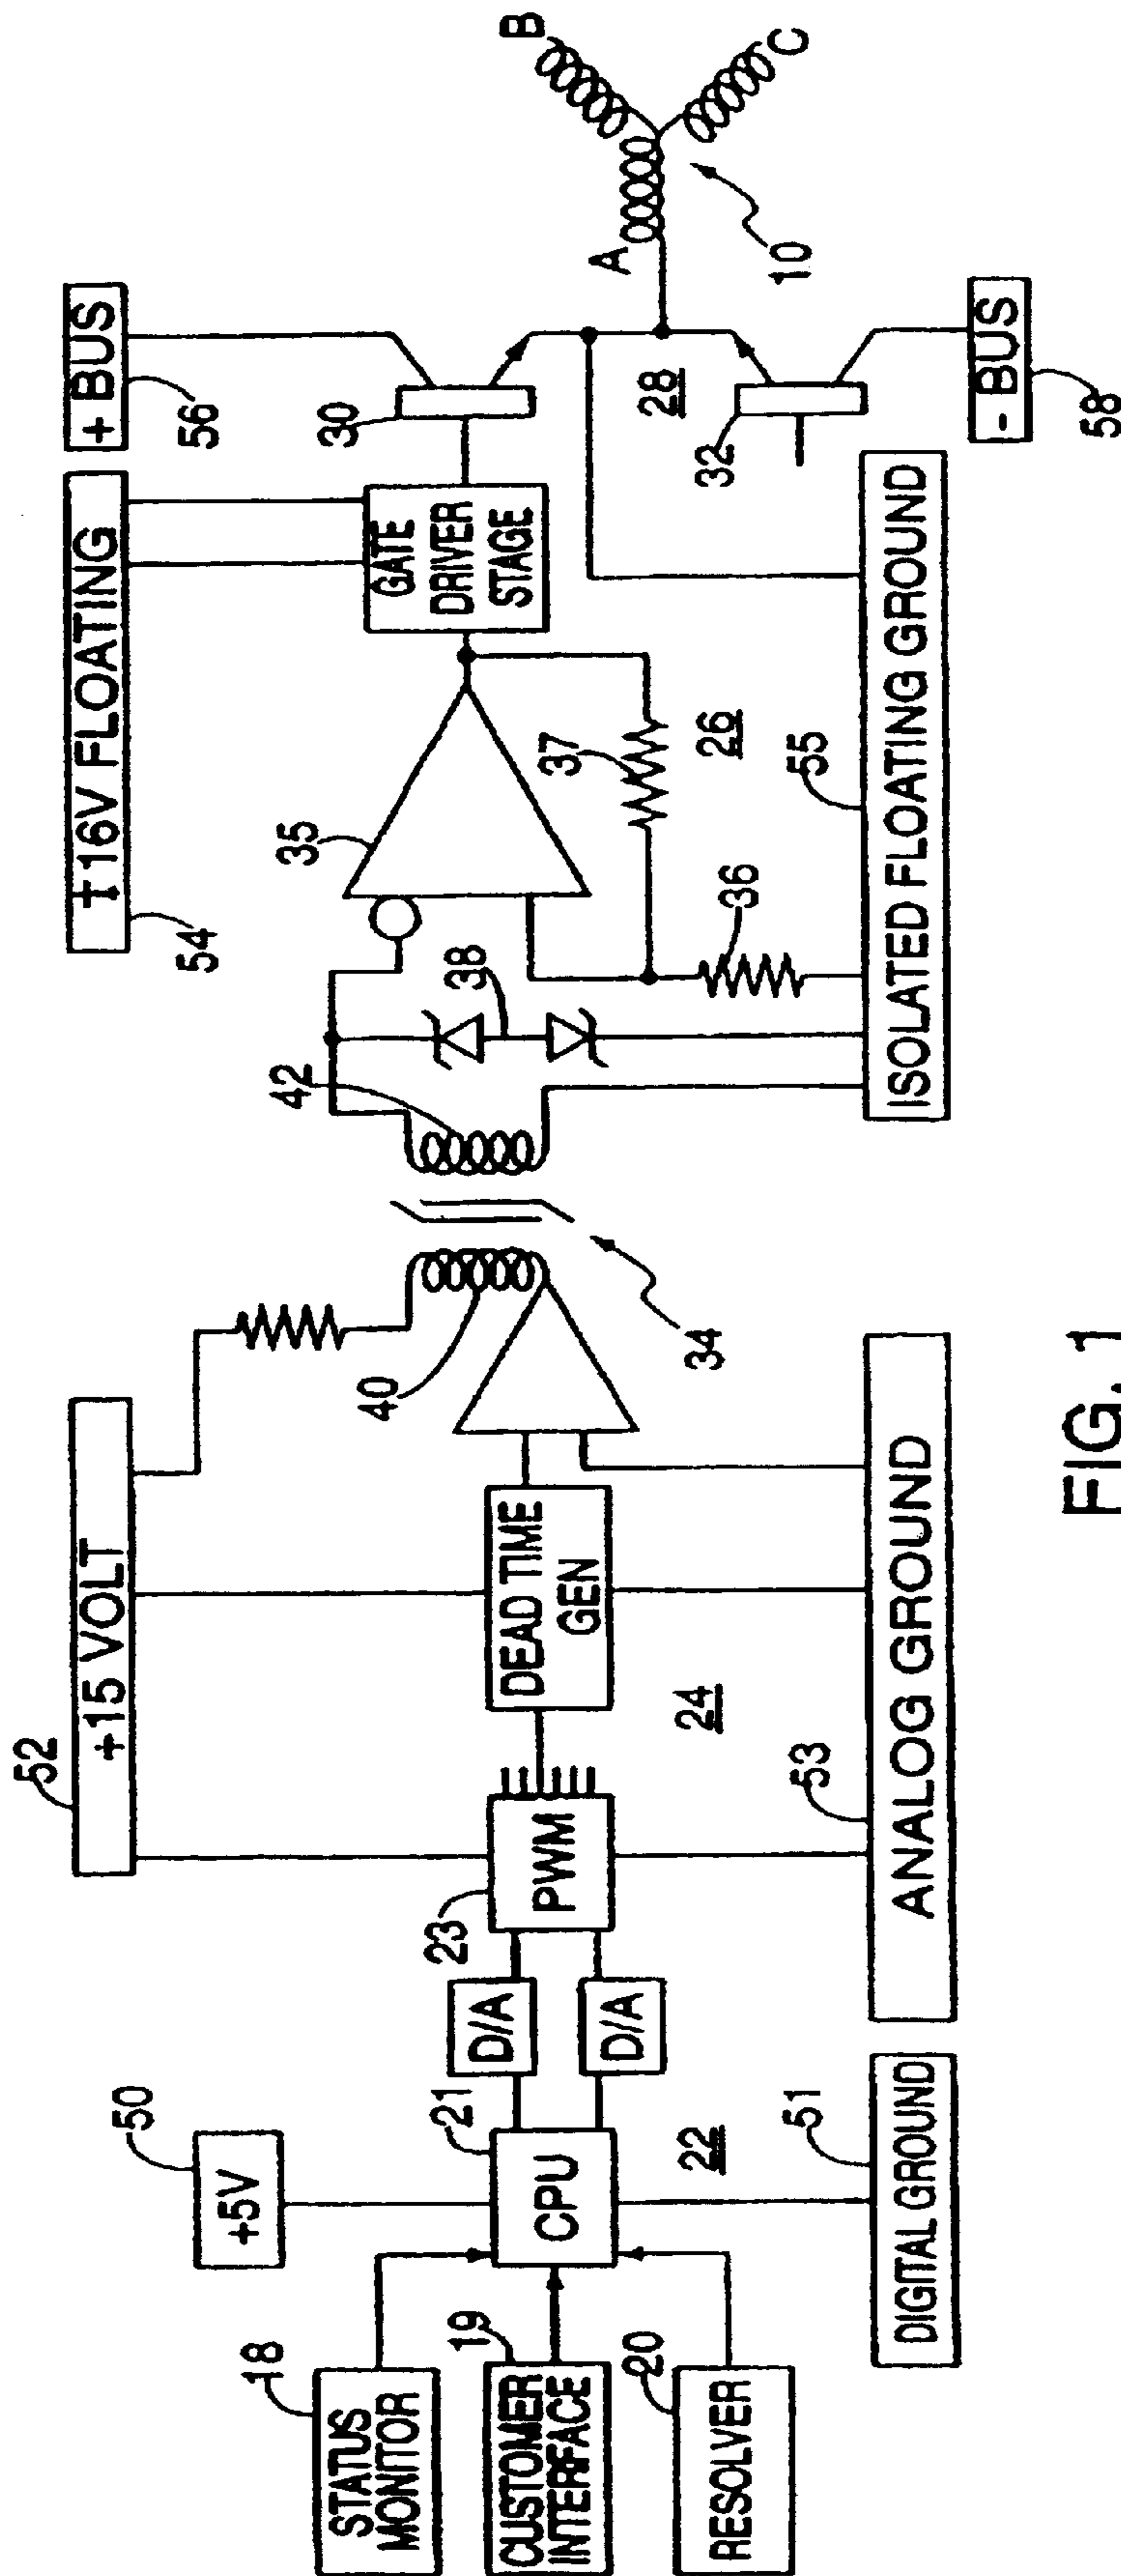 52
+15 VOLT
54
±16V FLOATING
56
+ BUS
50
+5V
18
STATUS
MONITOR
19
CUSTOMER
INTERFACE
20
RESOLVER
21
CPU
D/A
D/A
23
PWM
DEAD TIME
GEN
40
34
42
38
35
37
36
GATE
DRIVER
STAGE
30
32
A
B
C
10
22
24
26
28
51
DIGITAL GROUND
53
ANALOG GROUND
55
ISOLATED FLOATING GROUND
58
- BUS
FIG. 1